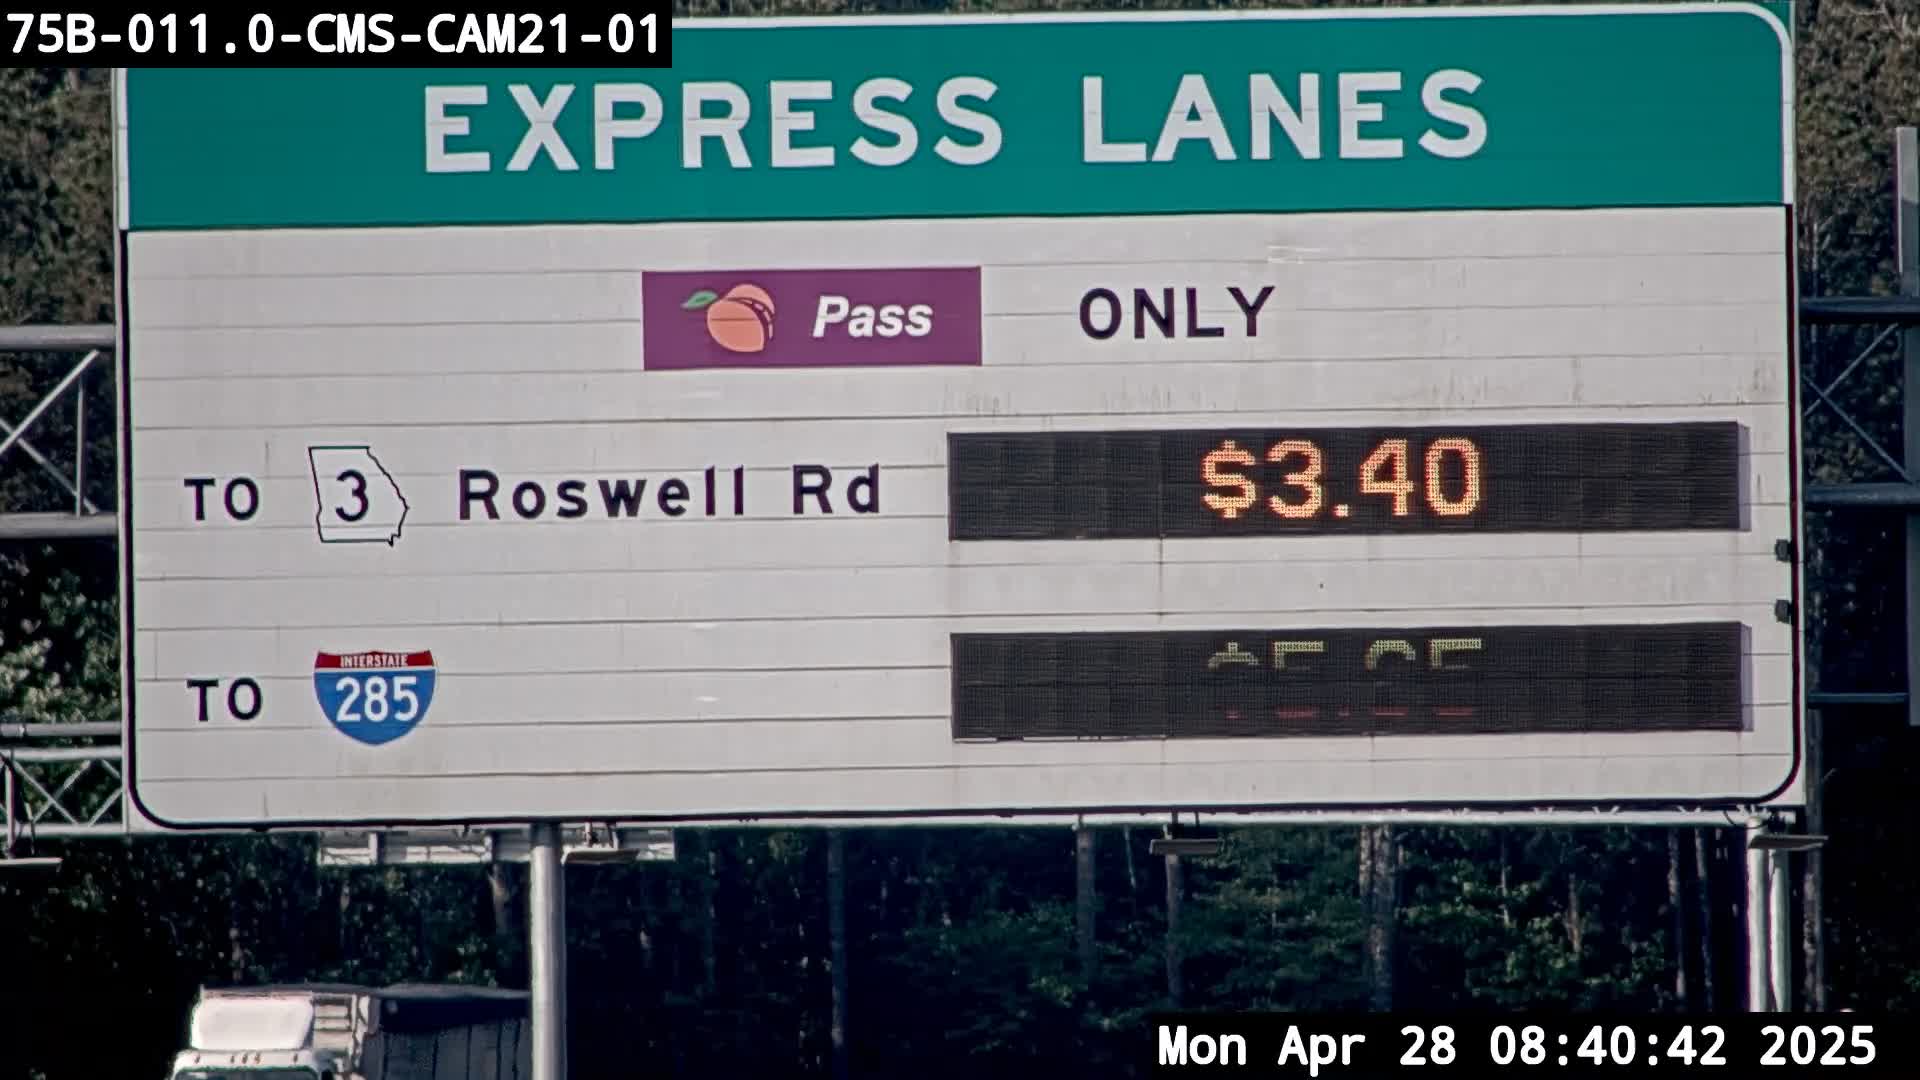 75B-011.0-CMS-CAM21-01
EXPRESS LANES
Pass ONLY
TO 3 Roswell Rd $3.40
TO INTERSTATE 285
Mon Apr 28 08:40:42 2025